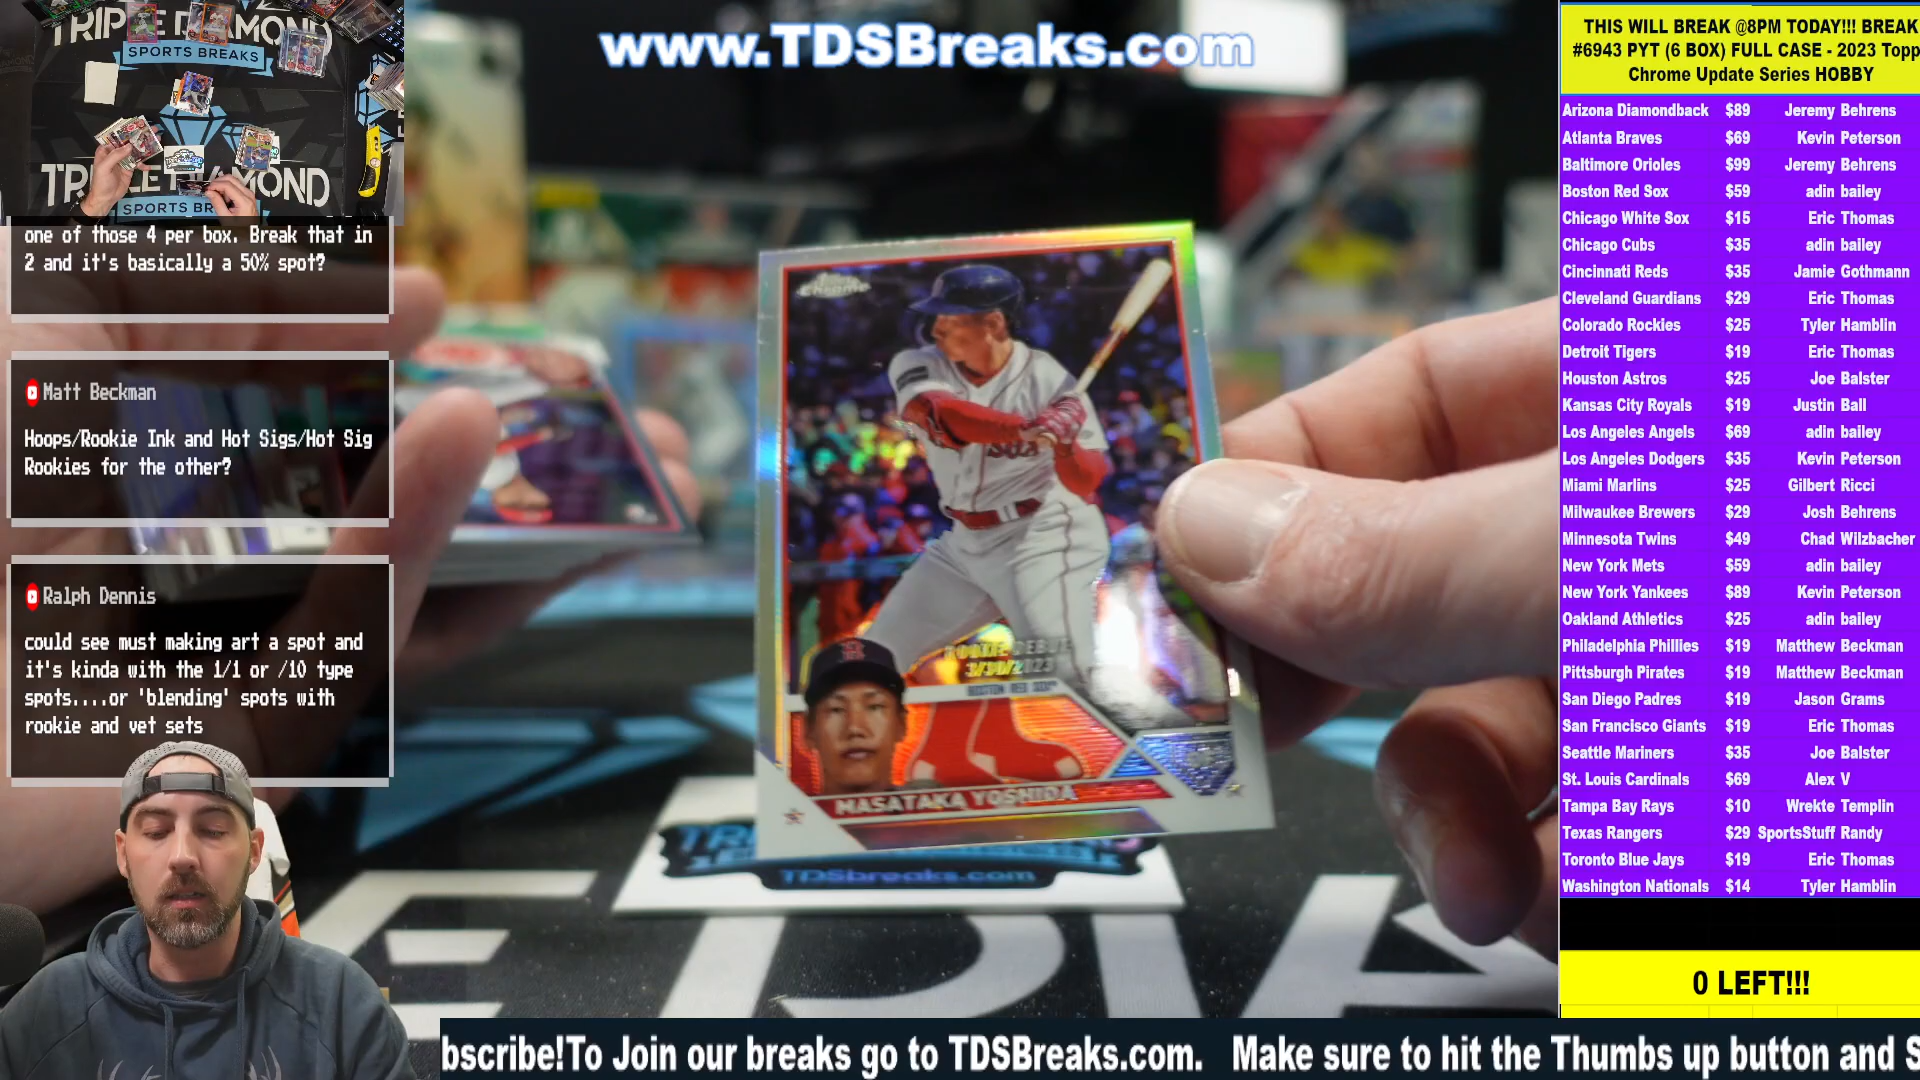 www.TDSBreaks.com
TRIPLE DIAMOND
SPORTS BREAKS
TRIPLE DIAMOND
SPORTS BR
one of those 4 per box. Break that in
2 and it's basically a 50% spot?
Matt Beckman
Hoops/Rookie Ink and Hot Sigs/Hot Sig
Rookies for the other?
Ralph Dennis
could see must making art a spot and
it's kinda with the 1/1 or /10 type
spots....or 'blending' spots with
rookie and vet sets
Chrome
ROOKIE DEBUT
3/30/2023
BOSTON RED SOX
MASATAKA YOSHIDA
TDSbreaks.com
THIS WILL BREAK @8PM TODAY!!! BREAK
#6943 PYT (6 BOX) FULL CASE - 2023 Topp
Chrome Update Series HOBBY
Arizona Diamondback $89 Jeremy Behrens
Atlanta Braves $69 Kevin Peterson
Baltimore Orioles $99 Jeremy Behrens
Boston Red Sox $59 adin bailey
Chicago White Sox $15 Eric Thomas
Chicago Cubs $35 adin bailey
Cincinnati Reds $35 Jamie Gothmann
Cleveland Guardians $29 Eric Thomas
Colorado Rockies $25 Tyler Hamblin
Detroit Tigers $19 Eric Thomas
Houston Astros $25 Joe Balster
Kansas City Royals $19 Justin Ball
Los Angeles Angels $69 adin bailey
Los Angeles Dodgers $35 Kevin Peterson
Miami Marlins $25 Gilbert Ricci
Milwaukee Brewers $29 Josh Behrens
Minnesota Twins $49 Chad Wilzbacher
New York Mets $59 adin bailey
New York Yankees $89 Kevin Peterson
Oakland Athletics $25 adin bailey
Philadelphia Phillies $19 Matthew Beckman
Pittsburgh Pirates $19 Matthew Beckman
San Diego Padres $19 Jason Grams
San Francisco Giants $19 Eric Thomas
Seattle Mariners $35 Joe Balster
St. Louis Cardinals $69 Alex V
Tampa Bay Rays $10 Wrekte Templin
Texas Rangers $29 SportsStuff Randy
Toronto Blue Jays $19 Eric Thomas
Washington Nationals $14 Tyler Hamblin
0 LEFT!!!
bscribe!To Join our breaks go to TDSBreaks.com. Make sure to hit the Thumbs up button and S